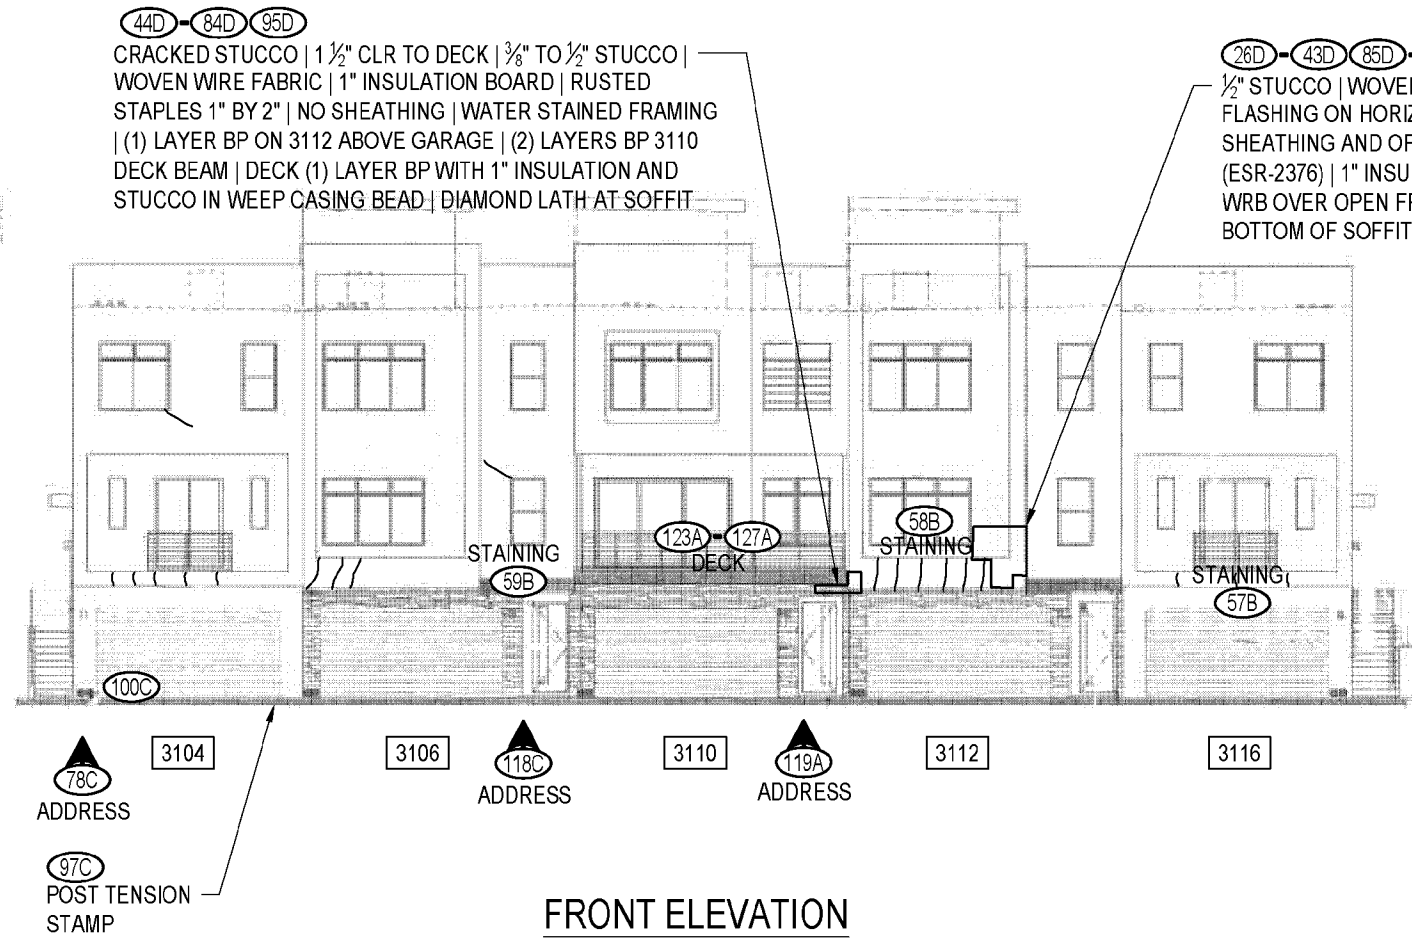 44D - 84D 95D
CRACKED STUCCO | 1 ½" CLR TO DECK | ⅜" TO ½" STUCCO |
WOVEN WIRE FABRIC | 1" INSULATION BOARD | RUSTED
STAPLES 1" BY 2" | NO SHEATHING | WATER STAINED FRAMING
| (1) LAYER BP ON 3112 ABOVE GARAGE | (2) LAYERS BP 3110
DECK BEAM | DECK (1) LAYER BP WITH 1" INSULATION AND
STUCCO IN WEEP CASING BEAD | DIAMOND LATH AT SOFFIT
26D - 43D 85D -
½" STUCCO | WOVE
FLASHING ON HORIZ
SHEATHING AND OF
(ESR-2376) | 1" INSU
WRB OVER OPEN FR
BOTTOM OF SOFFIT
58B
STAINING
123A - 127A
DECK
STAINING
59B
STAINING
57B
100C
3104
3106
3110
3112
3116
78C
ADDRESS
118C
ADDRESS
119A
ADDRESS
97C
POST TENSION
STAMP
FRONT ELEVATION